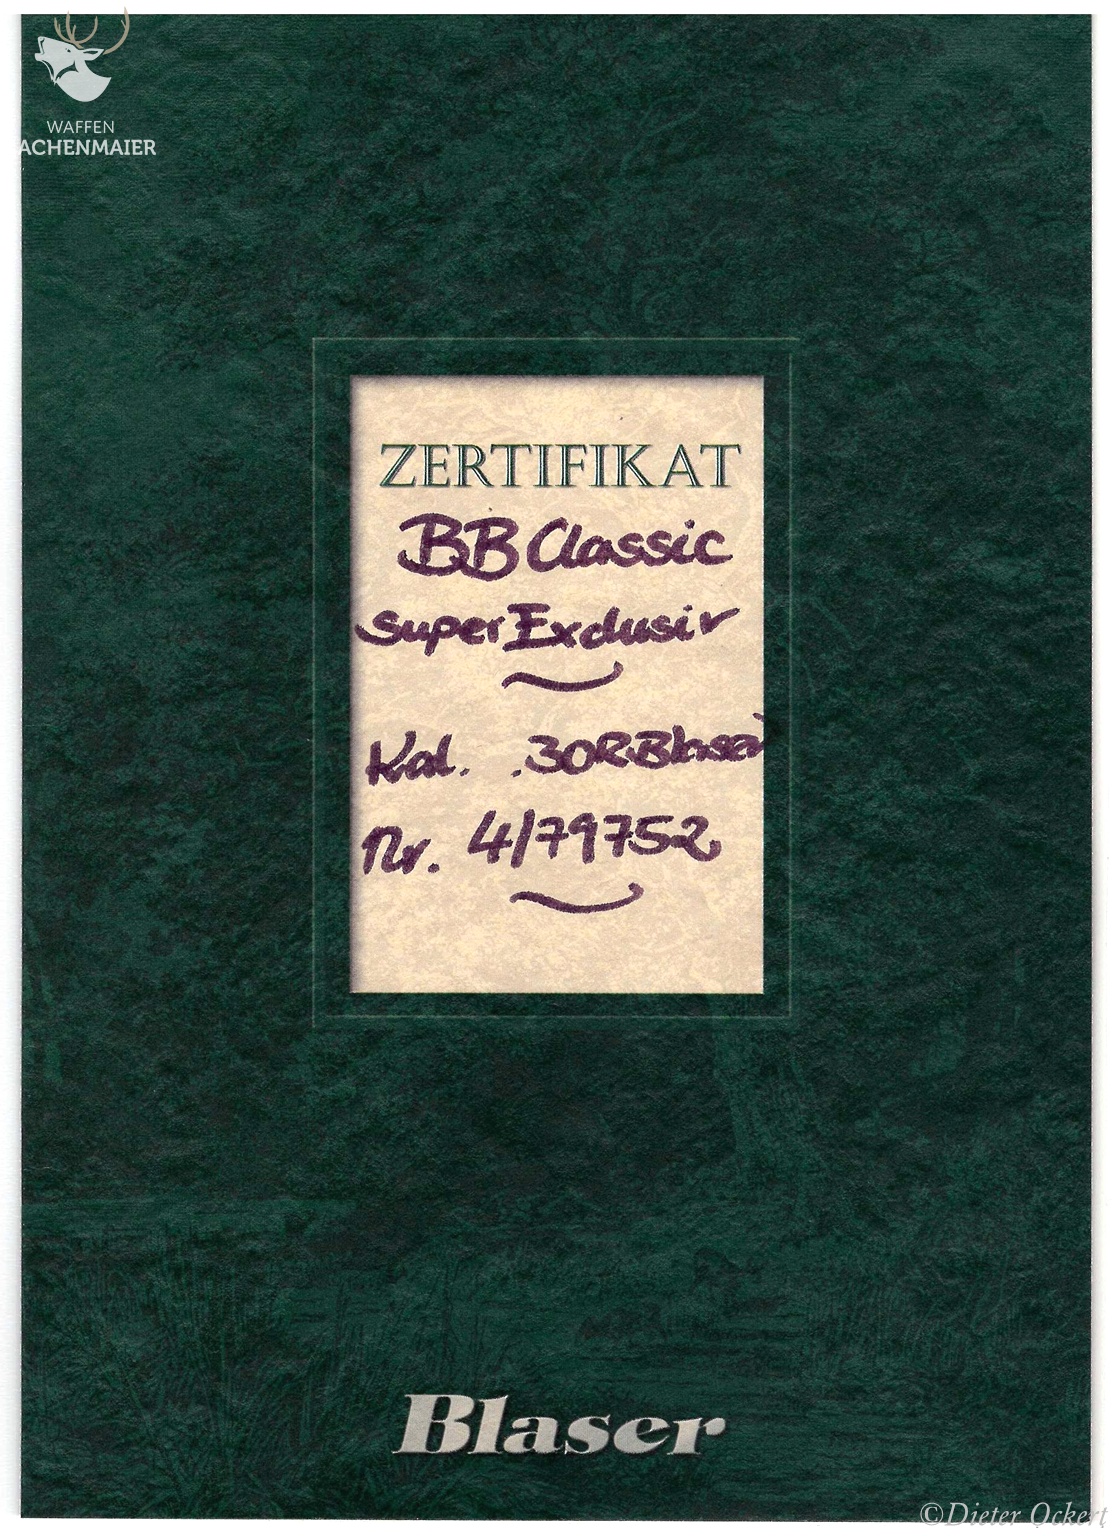 WAFFEN
ACHENMAIER
ZERTIFIKAT
BB Classic
super Exclusiv
Kal. .30R Blaser
Nr. 4/79752
Blaser
©Dieter Ockert